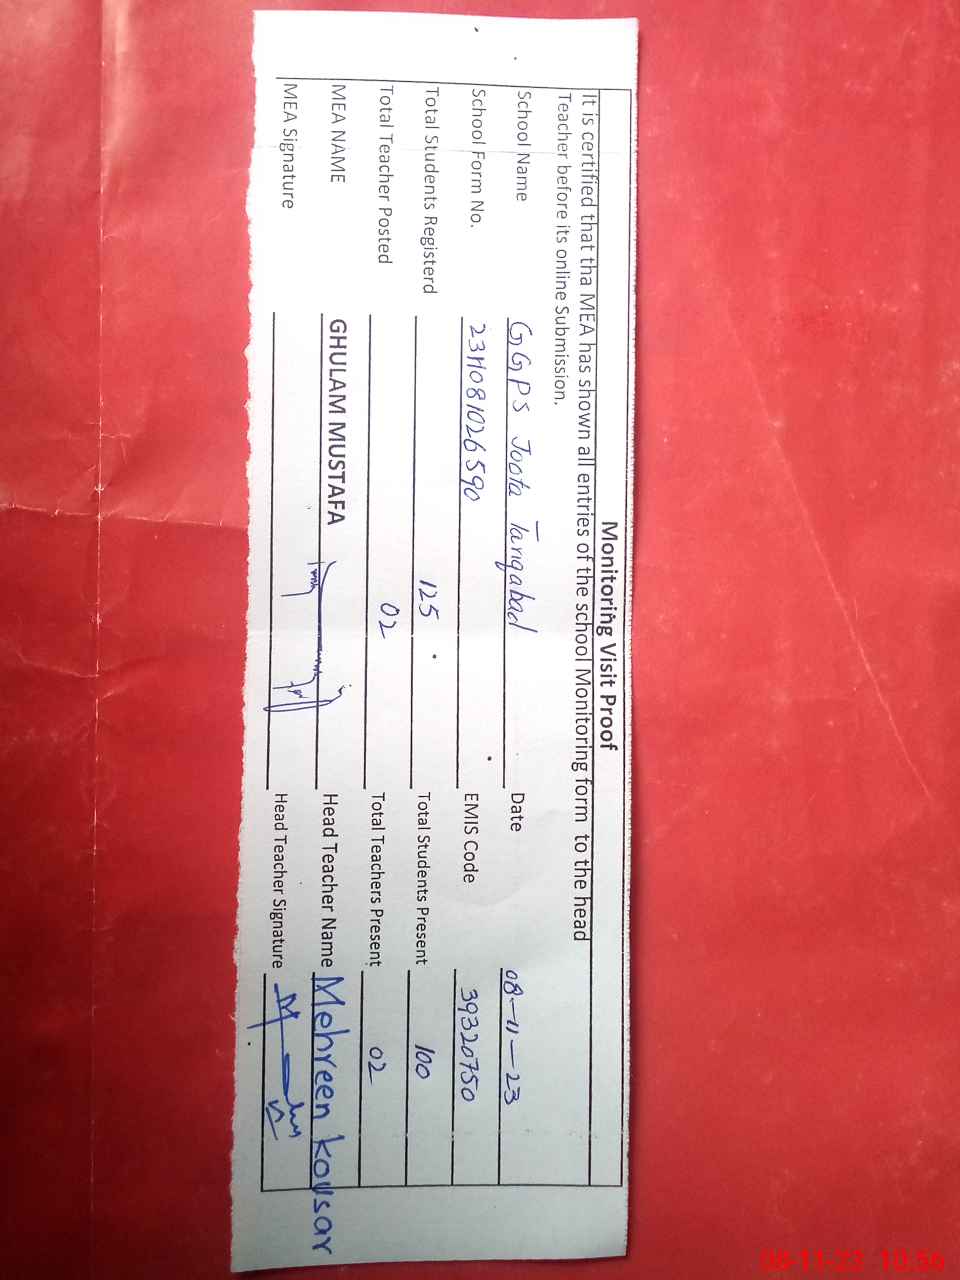 Monitoring Visit Proof
It is certified that tha MEA has shown all entries of the school Monitoring form to the head
Teacher before its online Submission.
School Name GGPS Joota Tariqabad Date 08-11-23
School Form No. 2311081026590 EMIS Code 39320750
Total Students Registerd 125 Total Students Present 100
Total Teacher Posted 02 Total Teachers Present 02
MEA NAME GHULAM MUSTAFA Head Teacher Name Mehreen Kousar
MEA Signature Head Teacher Signature
08-11-23 10:56